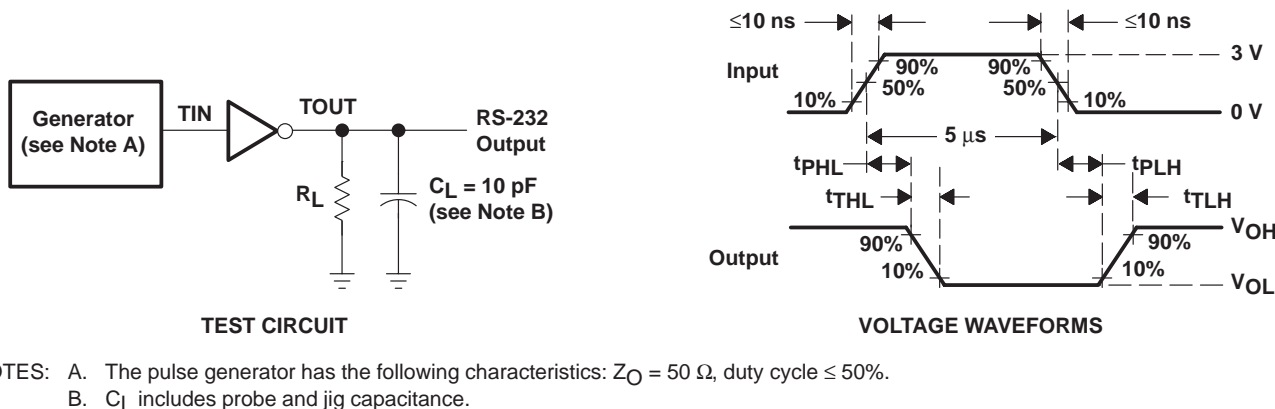 Generator
(see Note A)
TIN
TOUT
RS-232
Output
RL
CL = 10 pF
(see Note B)
TEST CIRCUIT
≤10 ns
≤10 ns
Input
3 V
90%
90%
50%
50%
10%
10%
0 V
5 μs
tPHL
tPLH
tTHL
tTLH
Output
VOH
90%
90%
10%
10%
VOL
VOLTAGE WAVEFORMS
OTES: A. The pulse generator has the following characteristics: ZO = 50 Ω, duty cycle ≤ 50%.
B. CL includes probe and jig capacitance.